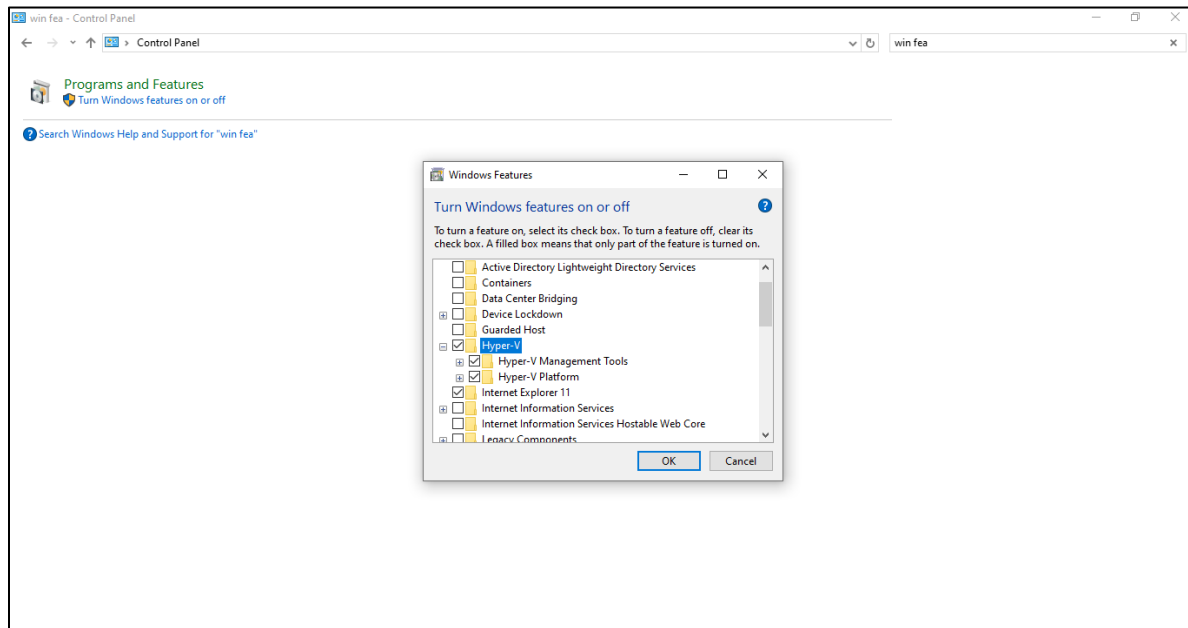 win fea - Control Panel
Control Panel
win fea
Programs and Features
Turn Windows features on or off
Search Windows Help and Support for "win fea"
Windows Features
Turn Windows features on or off
To turn a feature on, select its check box. To turn a feature off, clear its
check box. A filled box means that only part of the feature is turned on.
Active Directory Lightweight Directory Services
Containers
Data Center Bridging
Device Lockdown
Guarded Host
Hyper-V
Hyper-V Management Tools
Hyper-V Platform
Internet Explorer 11
Internet Information Services
Internet Information Services Hostable Web Core
Legacy Components
OK
Cancel